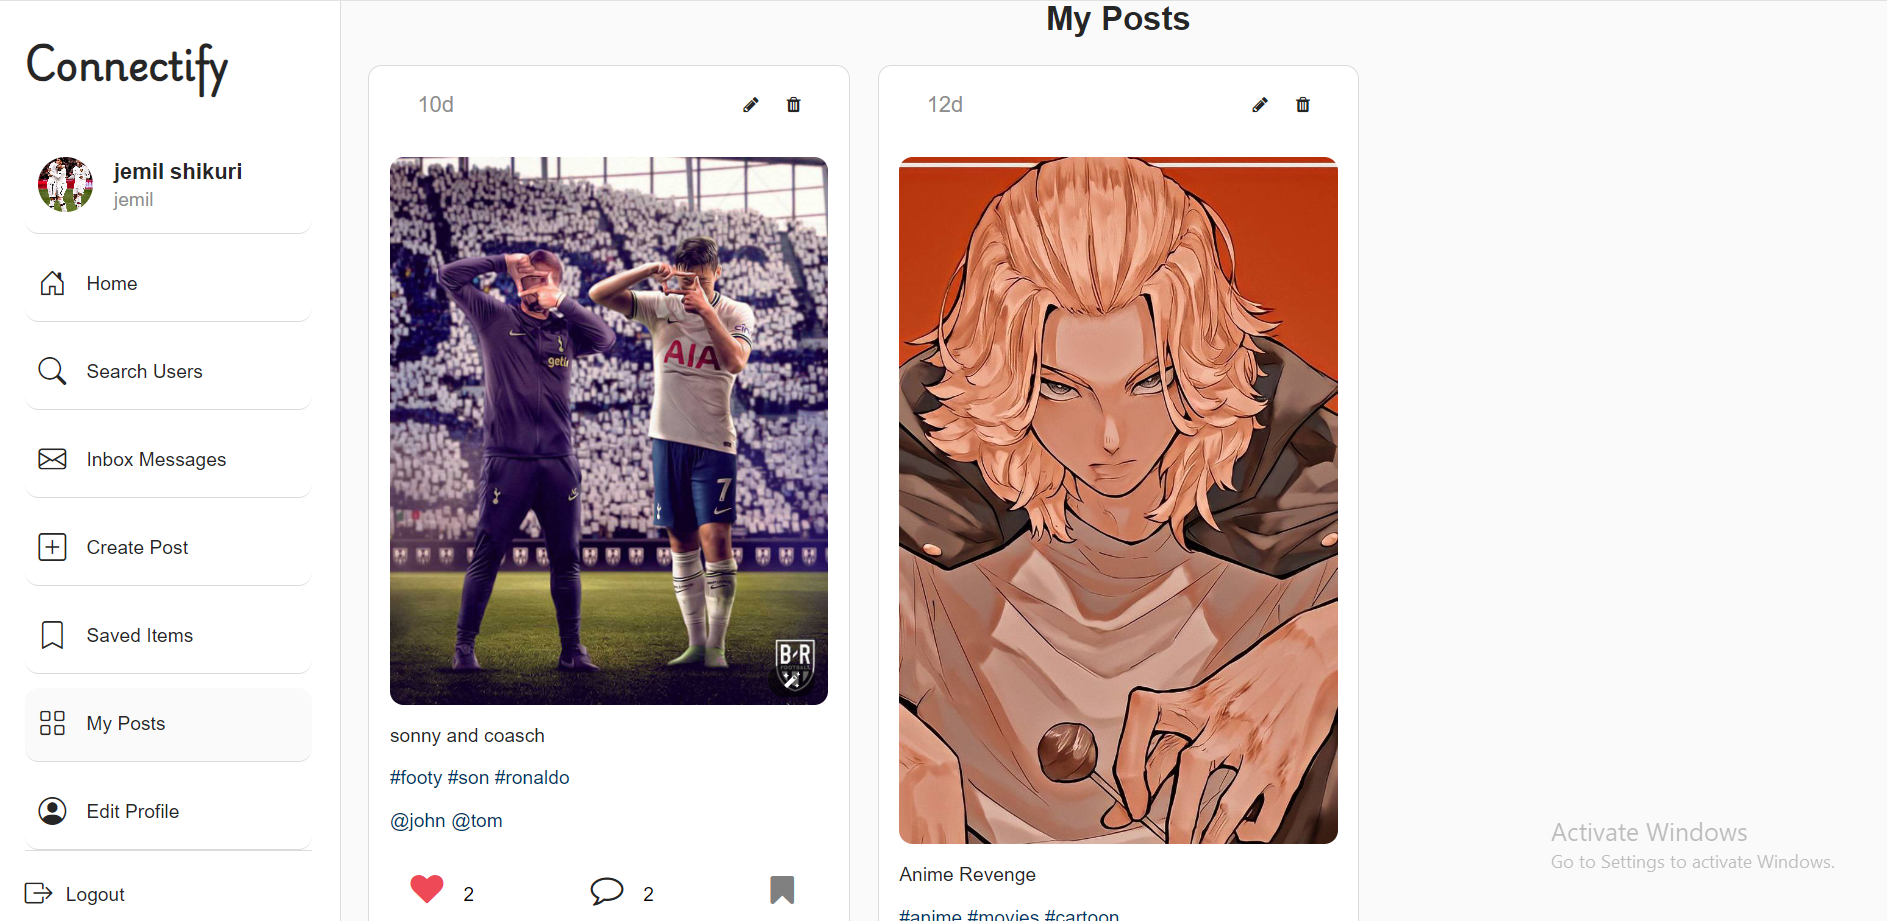 Connectify
jemil shikuri
jemil
Home
Search Users
Inbox Messages
Create Post
Saved Items
My Posts
Edit Profile
Logout
My Posts
10d
getir
AIA
7
B/R
FOOTBALL
sonny and coasch
#footy #son #ronaldo
@john @tom
2
2
12d
Anime Revenge
#anime #movies #cartoon
Activate Windows
Go to Settings to activate Windows.